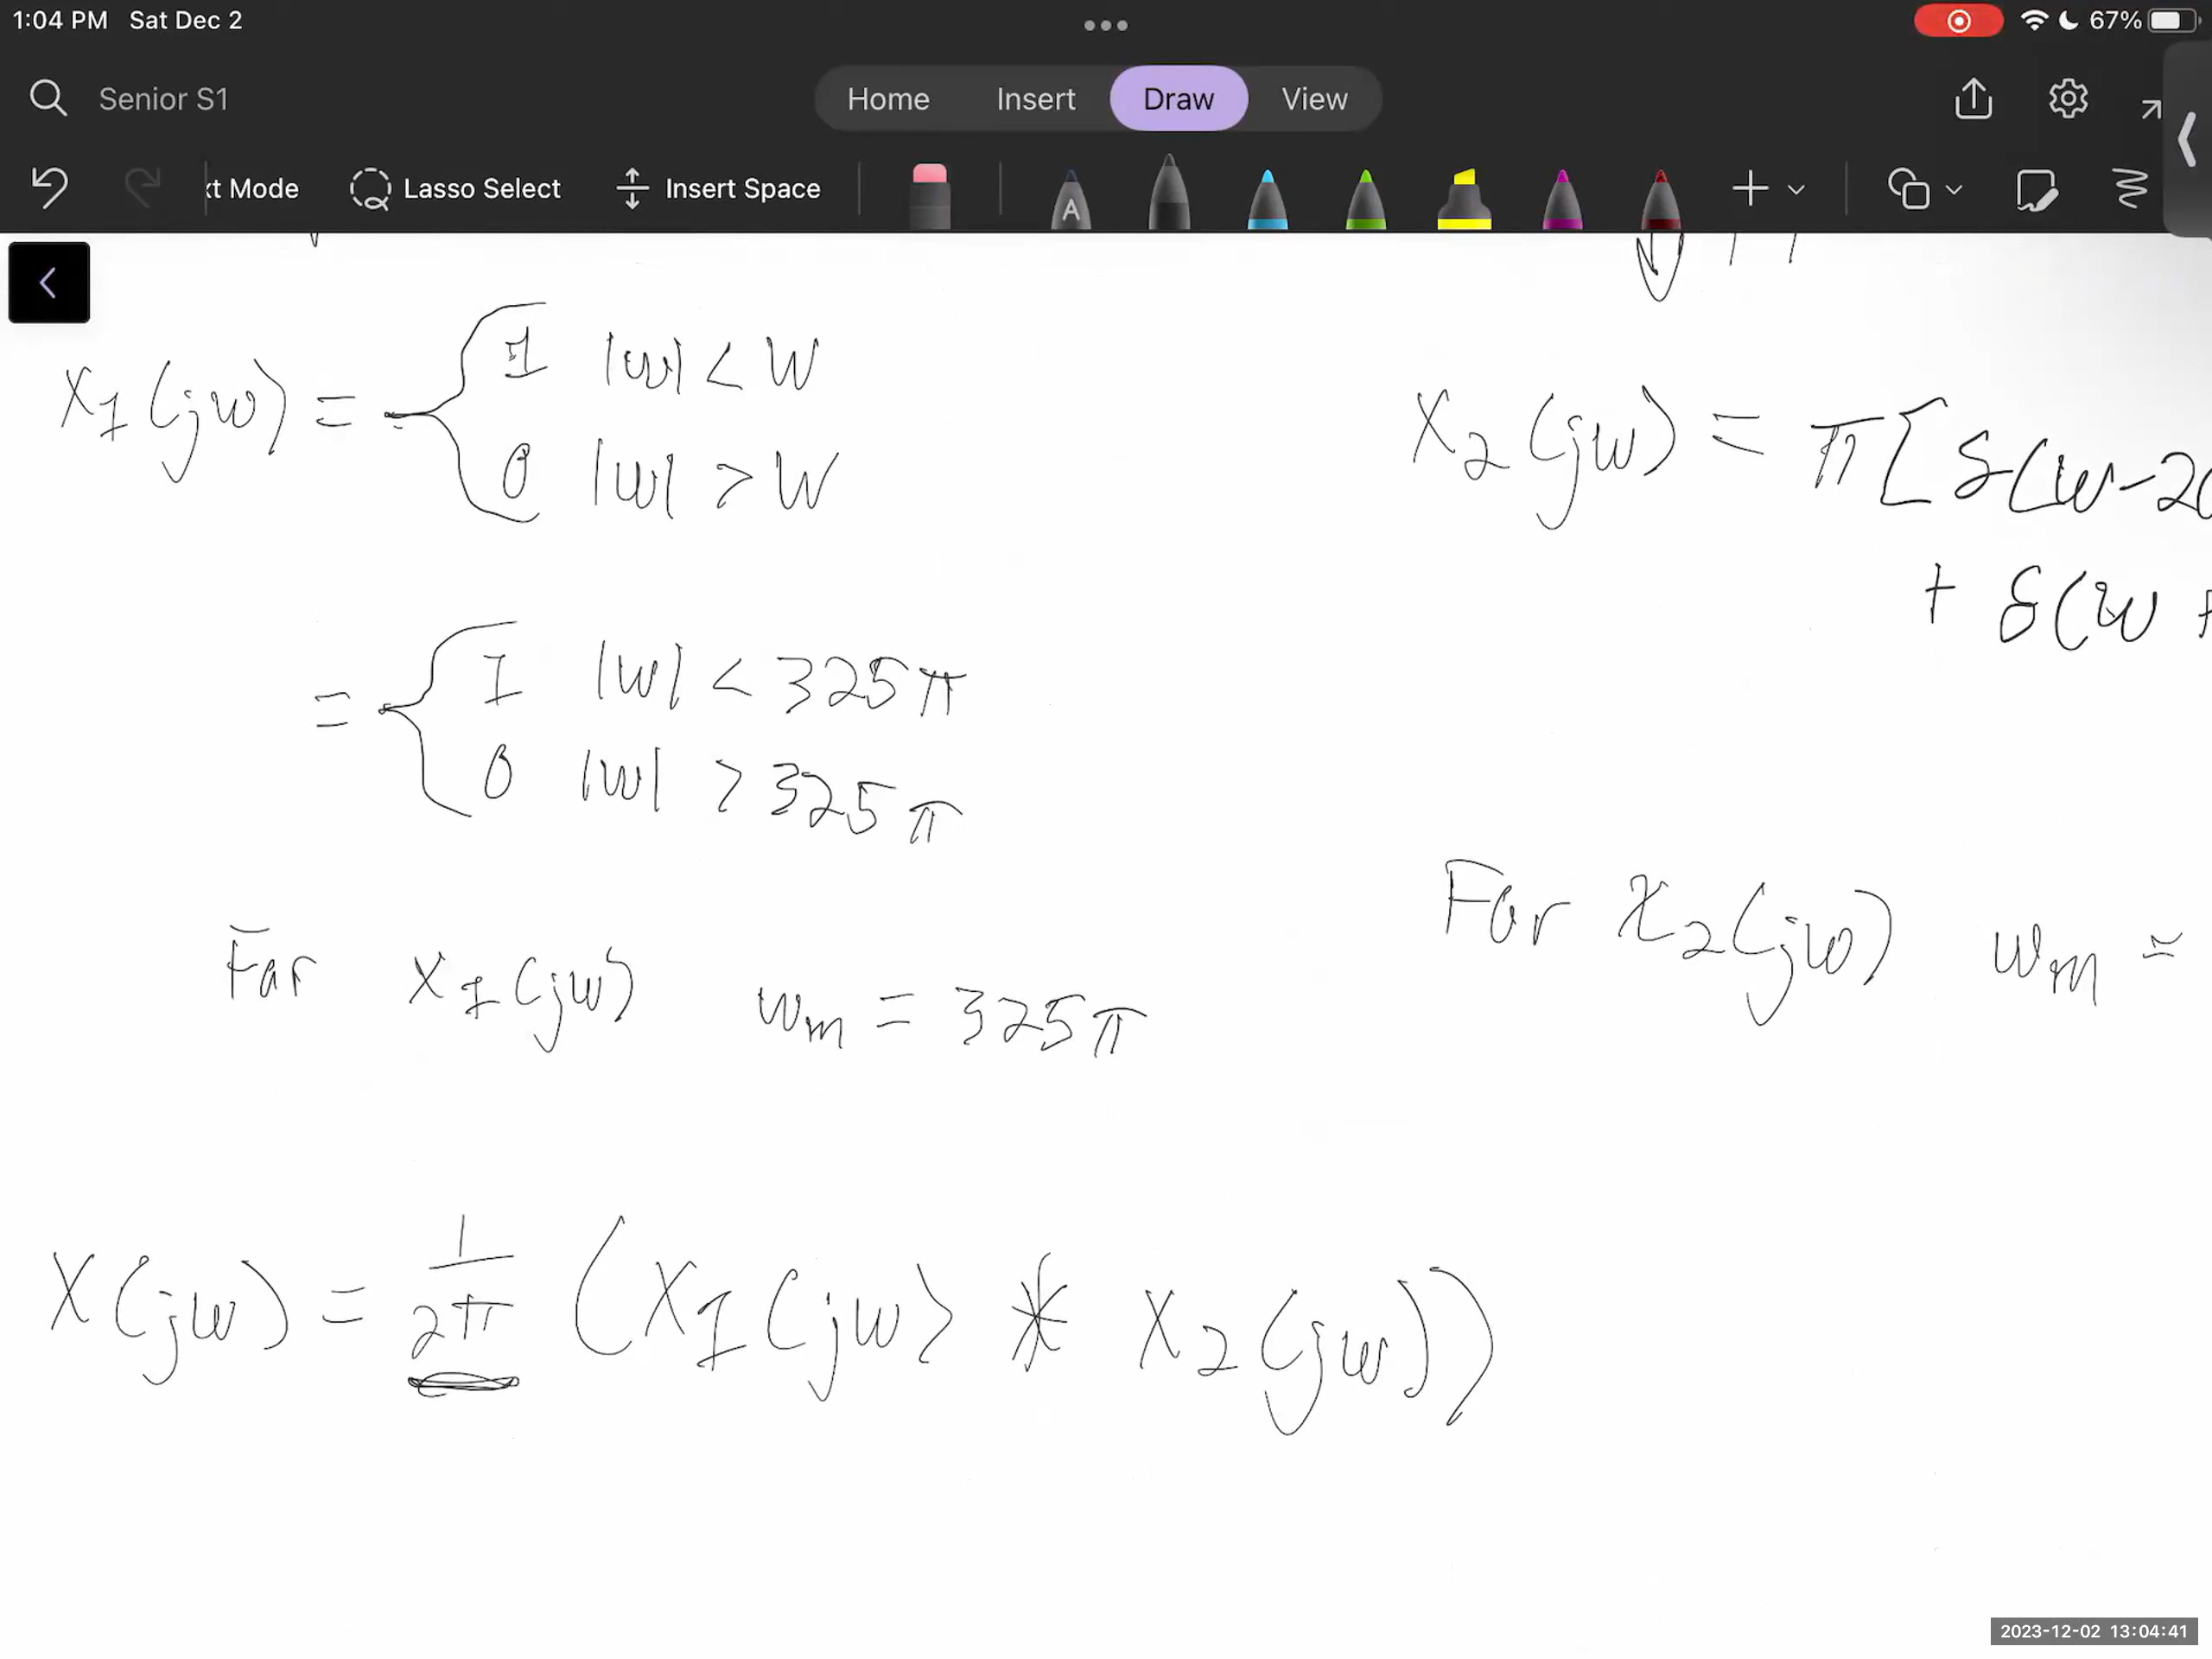 1:04 PM Sat Dec 2
67%
Senior S1
Home Insert Draw View
xt Mode Lasso Select Insert Space
A
X1(jw) = { 1 |w| < W
0 |w| > W
X2(jw) = π[δ(w-20
+ δ(w +
= { 1 |w| < 325π
0 |w| > 325π
For X1(jw) wm = 325π
For X2(jw) wm =
X(jw) = 1/2π (X1(jw) * X2(jw))
2023-12-02 13:04:41